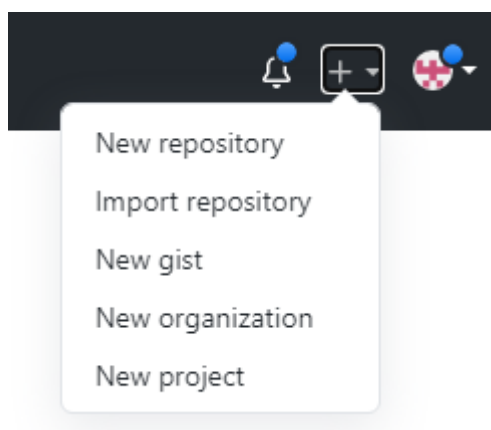 New repository
Import repository
New gist
New organization
New project